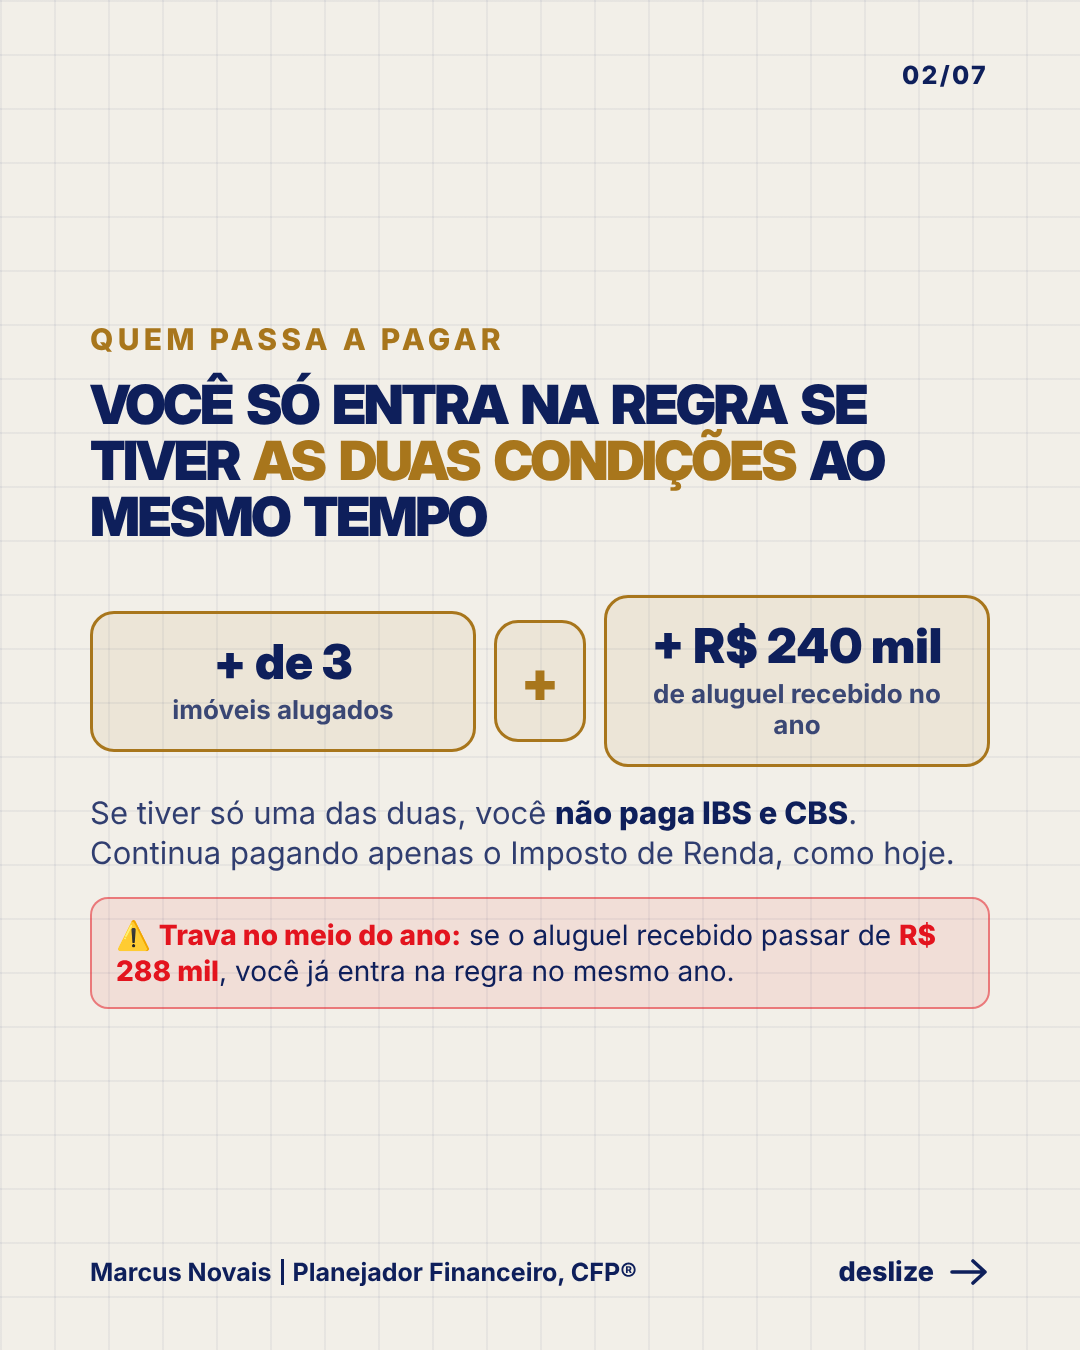 02/07
QUEM PASSA A PAGAR
VOCÊ SÓ ENTRA NA REGRA SE
TIVER AS DUAS CONDIÇÕES AO
MESMO TEMPO
+ de 3
imóveis alugados
+
+ R$ 240 mil
de aluguel recebido no
ano
Se tiver só uma das duas, você não paga IBS e CBS.
Continua pagando apenas o Imposto de Renda, como hoje.
⚠️ Trava no meio do ano: se o aluguel recebido passar de R$
288 mil, você já entra na regra no mesmo ano.
Marcus Novais | Planejador Financeiro, CFP®
deslize →